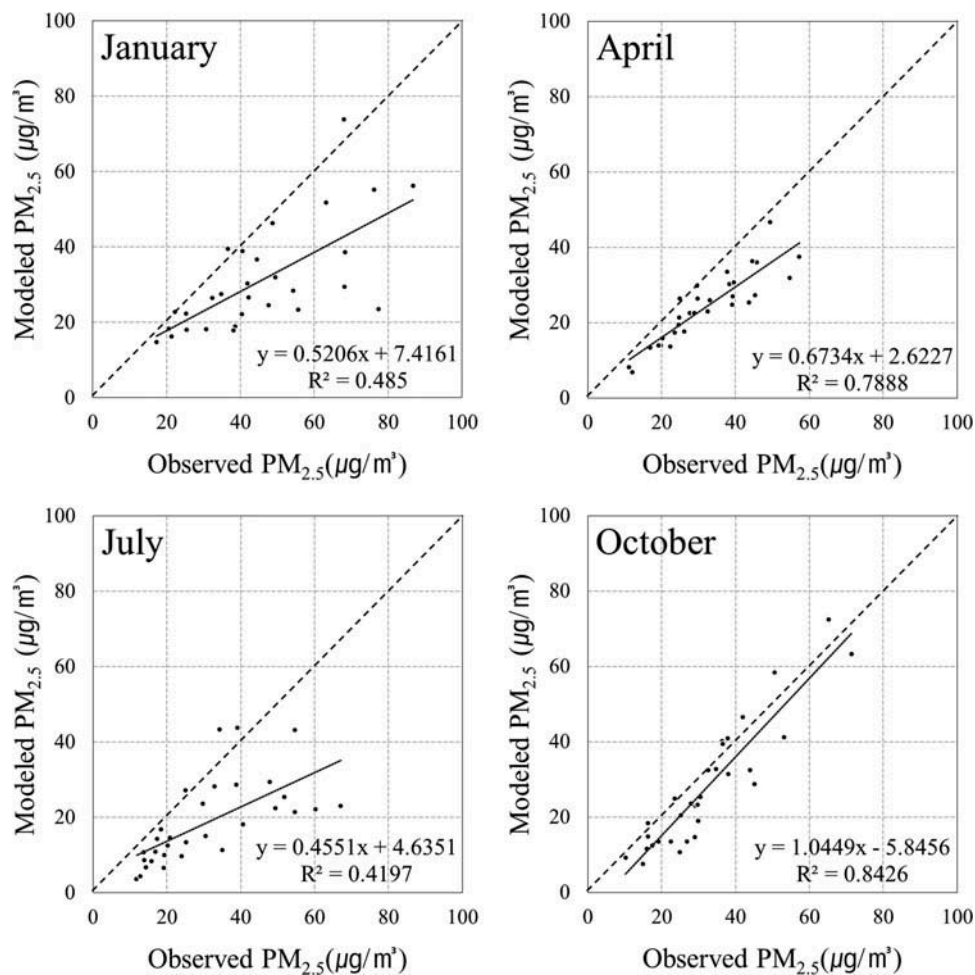 January
Modeled PM2.5 (µg/m³)
100
80
60
40
20
0
y = 0.5206x + 7.4161
R² = 0.485
0 20 40 60 80 100
Observed PM2.5(µg/m³)
April
Modeled PM2.5 (µg/m³)
100
80
60
40
20
0
y = 0.6734x + 2.6227
R² = 0.7888
0 20 40 60 80 100
Observed PM2.5(µg/m³)
July
Modeled PM2.5 (µg/m³)
100
80
60
40
20
0
y = 0.4551x + 4.6351
R² = 0.4197
0 20 40 60 80 100
Observed PM2.5(µg/m³)
October
Modeled PM2.5 (µg/m³)
100
80
60
40
20
0
y = 1.0449x - 5.8456
R² = 0.8426
0 20 40 60 80 100
Observed PM2.5(µg/m³)